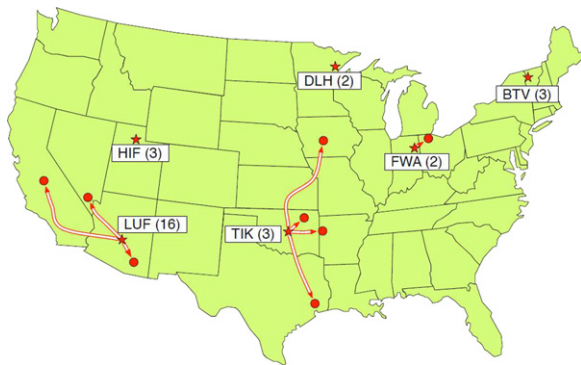 DLH (2)
BTV (3)
HIF (3)
FWA (2)
LUF (16)
TIK (3)